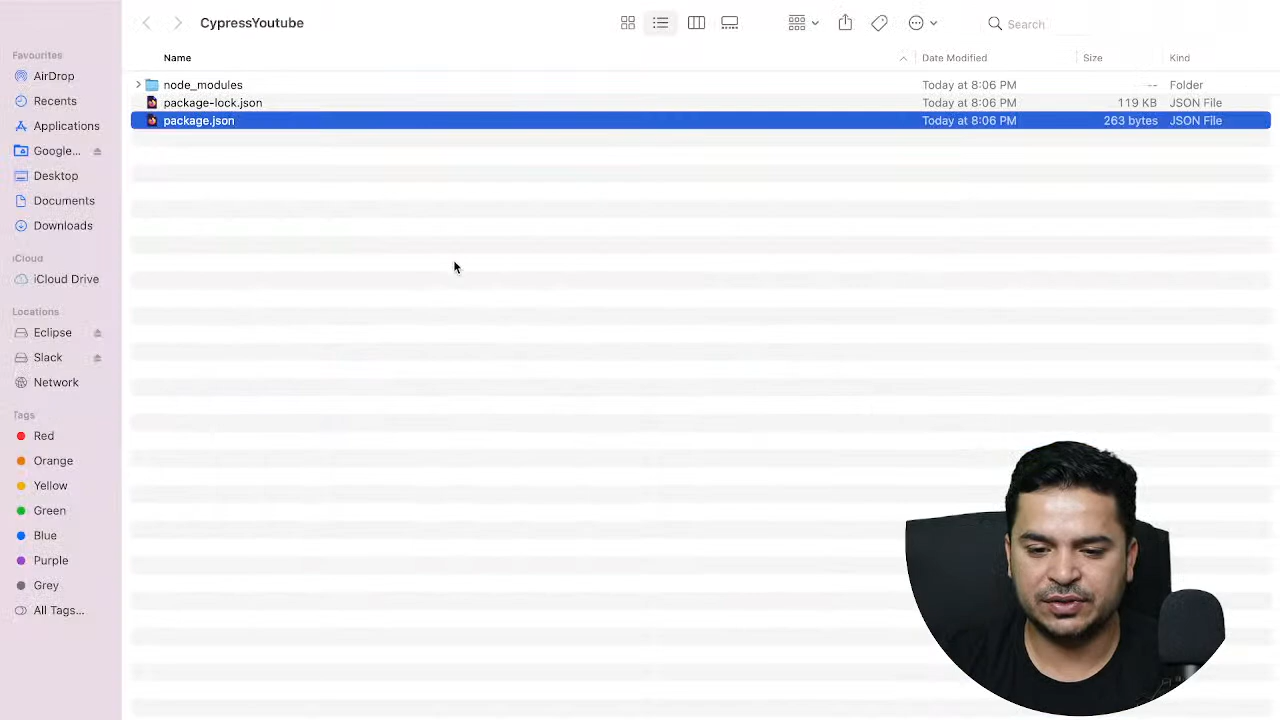 CypressYoutube
Search
Name
Date Modified
Size
Kind
node_modules
Today at 8:06 PM
--
Folder
package-lock.json
Today at 8:06 PM
119 KB
JSON File
package.json
Today at 8:06 PM
263 bytes
JSON File
Favourites
AirDrop
Recents
Applications
Google...
Desktop
Documents
Downloads
iCloud
iCloud Drive
Locations
Eclipse
Slack
Network
Tags
Red
Orange
Yellow
Green
Blue
Purple
Grey
All Tags...